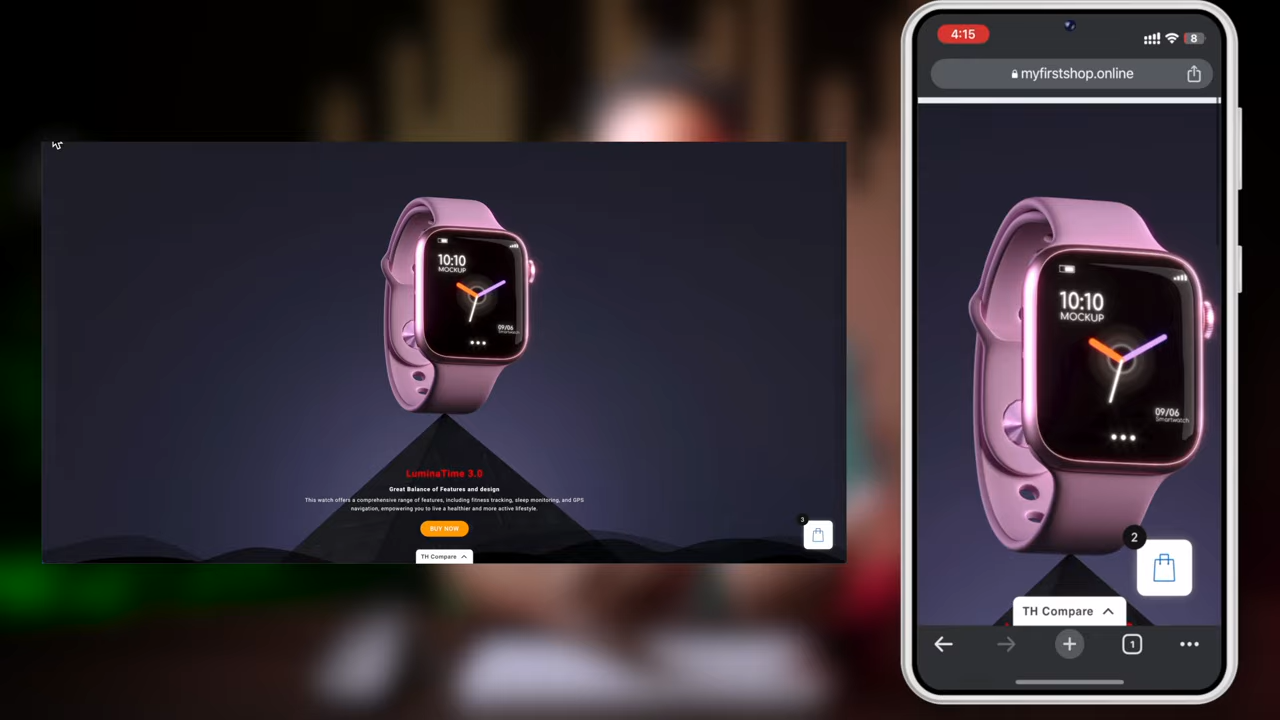 10:10
MOCKUP
09/06
Smartwatch
LuminaTime 3.0
Great Balance of Features and design
This watch offers a comprehensive range of features, including fitness tracking, sleep monitoring, and GPS
navigation, empowering you to live a healthier and more active lifestyle.
BUY NOW
3
TH Compare
4:15
8
myfirstshop.online
10:10
MOCKUP
09/06
Smartwatch
2
TH Compare
1